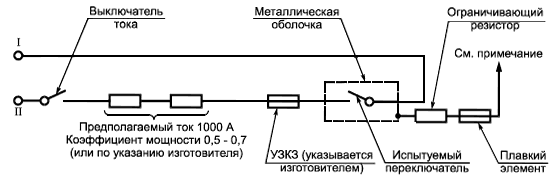 Выключатель
тока
Металлическая
оболочка
Ограничивающий
резистор
См. примечание
I
II
Предполагаемый ток 1000 А
Коэффициент мощности 0,5 - 0,7
(или по указанию изготовителя)
УЗКЗ (указывается
изготовителем)
Испытуемый
переключатель
Плавкий
элемент